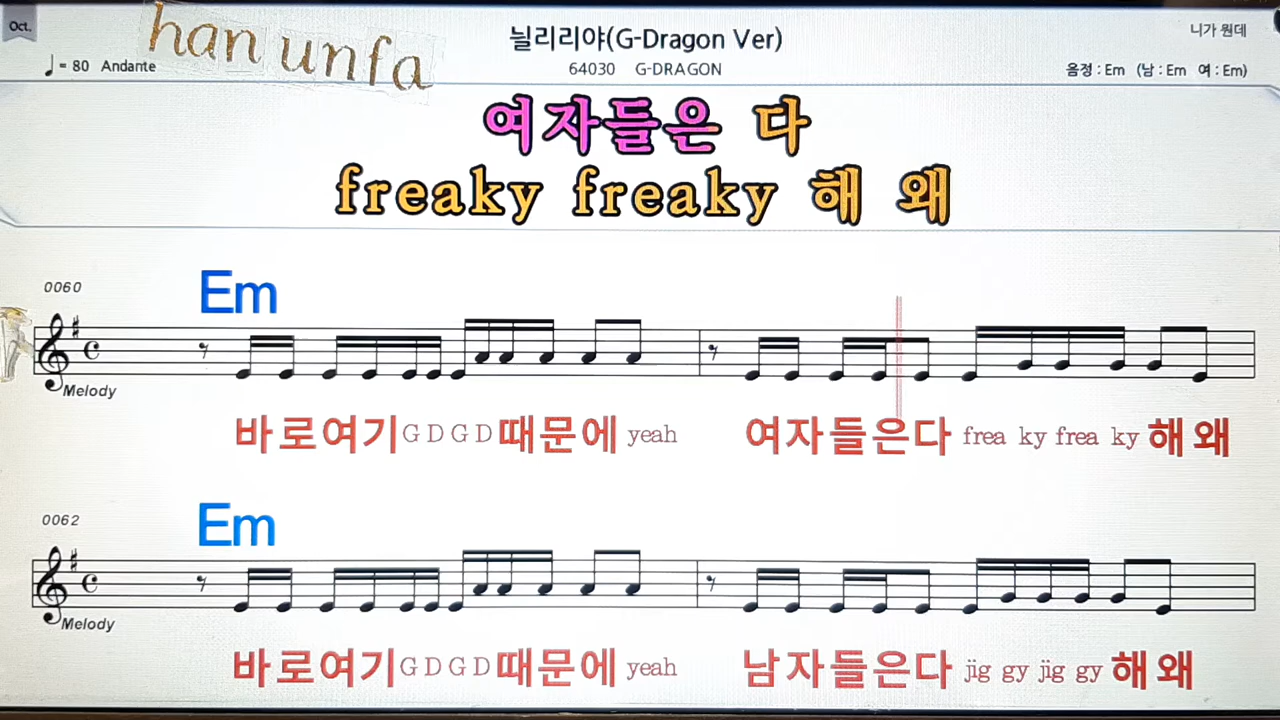 Oct.
han unfa
닐리리야(G-Dragon Ver)
니가 뭔데
♩= 80 Andante
64030 G-DRAGON
음정 : Em (남 : Em 여 : Em)
여자들은 다
freaky freaky 해 왜
0060
Em
Melody
바로여기G D G D때문에 yeah 여자들은다 frea ky frea ky 해 왜
0062
Em
Melody
바로여기G D G D때문에 yeah 남자들은다 jig gy jig gy 해 왜